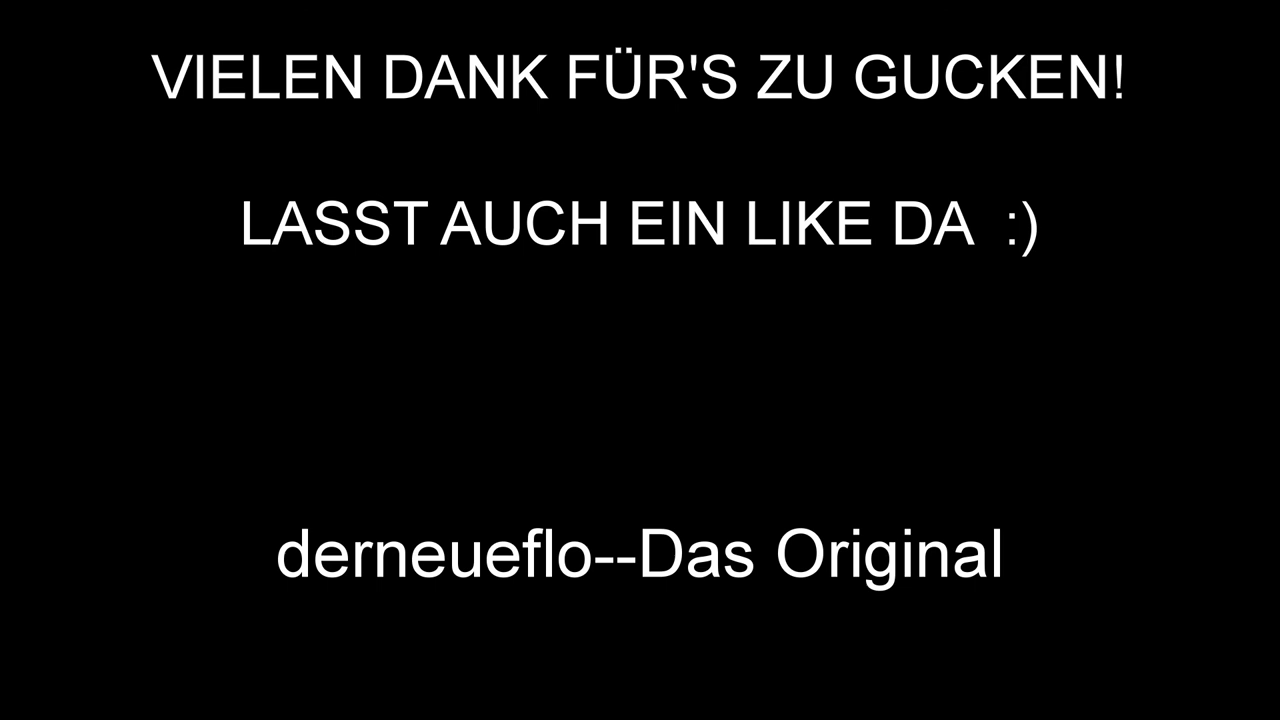 VIELEN DANK FÜR'S ZU GUCKEN!
LASST AUCH EIN LIKE DA  :)
derneueflo--Das Original